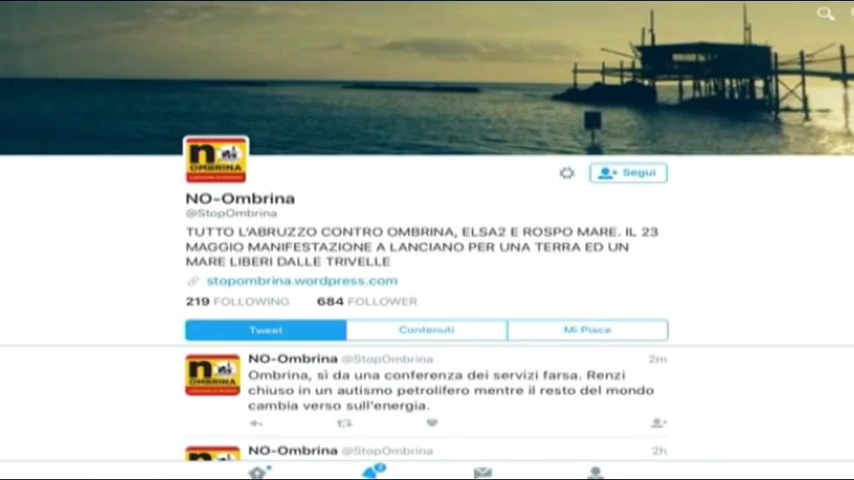 n
OMBRINA
Segui
NO-Ombrina
@StopOmbrina
TUTTO L'ABRUZZO CONTRO OMBRINA, ELSA2 E ROSPO MARE. IL 23
MAGGIO MANIFESTAZIONE A LANCIANO PER UNA TERRA ED UN
MARE LIBERI DALLE TRIVELLE
stopombrina.wordpress.com
219 FOLLOWING 684 FOLLOWER
Tweet Contenuti Mi Piace
NO-Ombrina @StopOmbrina 2m
n
OMBRINA
Ombrina, sì da una conferenza dei servizi farsa. Renzi
chiuso in un autismo petrolifero mentre il resto del mondo
cambia verso sull'energia.
NO-Ombrina @StopOmbrina 2h